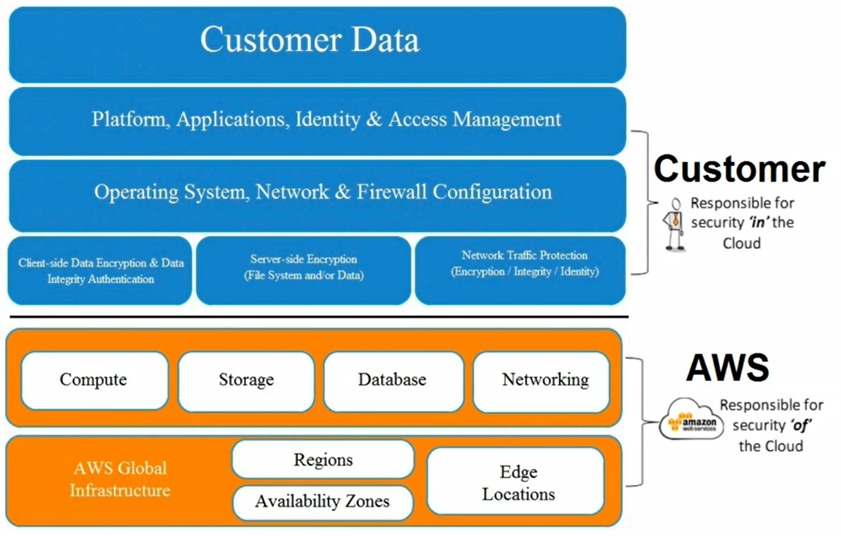 Customer Data
Platform, Applications, Identity & Access Management
Operating System, Network & Firewall Configuration
Client-side Data Encryption & Data
Integrity Authentication
Server-side Encryption
(File System and/or Data)
Network Traffic Protection
(Encryption / Integrity / Identity)
Customer
Responsible for
security 'in' the
Cloud
Compute
Storage
Database
Networking
AWS Global
Infrastructure
Regions
Availability Zones
Edge
Locations
AWS
amazon
webservices
Responsible for
security 'of'
the Cloud